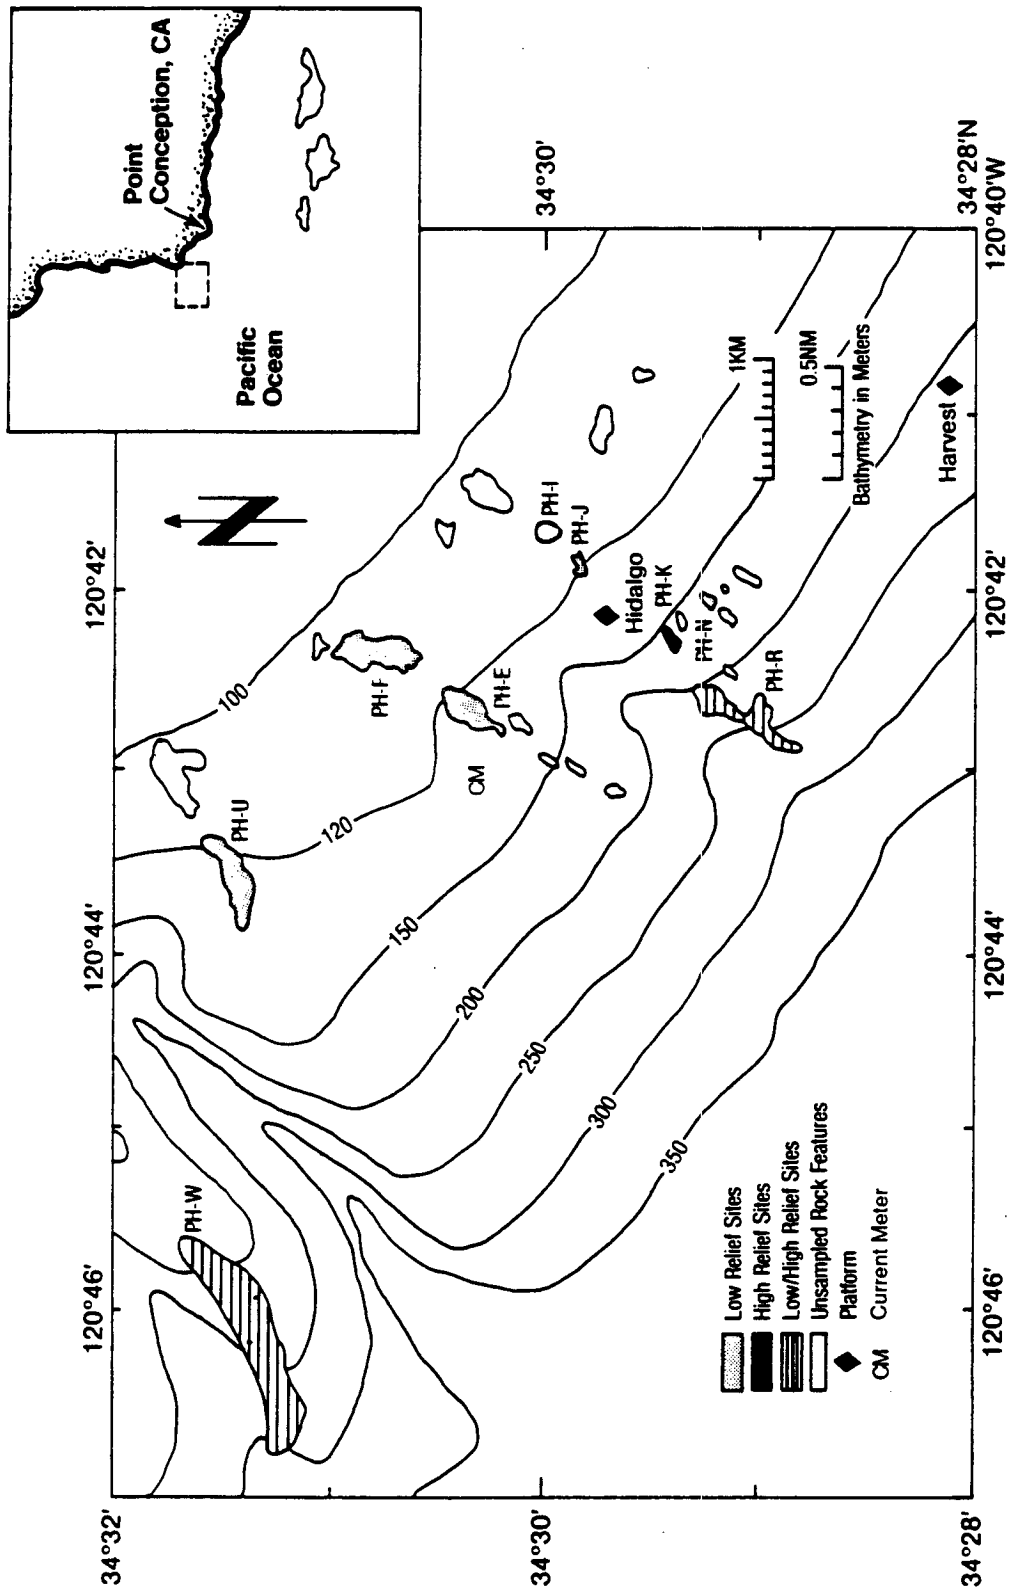 Point
Conception, CA
Pacific
Ocean
34°32'
34°30'
34°28'
120°46'
120°44'
120°42'
34°30'
34°28'N
120°40'W
120°42'
120°44'
120°46'
100
120
150
200
250
300
350
PH-W
PH-U
PH-F
PH-E
CM
PH-I
PH-J
Hidalgo
PH-K
PH-N
PH-R
Harvest
1KM
0.5NM
Bathymetry in Meters
Low Relief Sites
High Relief Sites
Low/High Relief Sites
Unsampled Rock Features
Platform
CM Current Meter